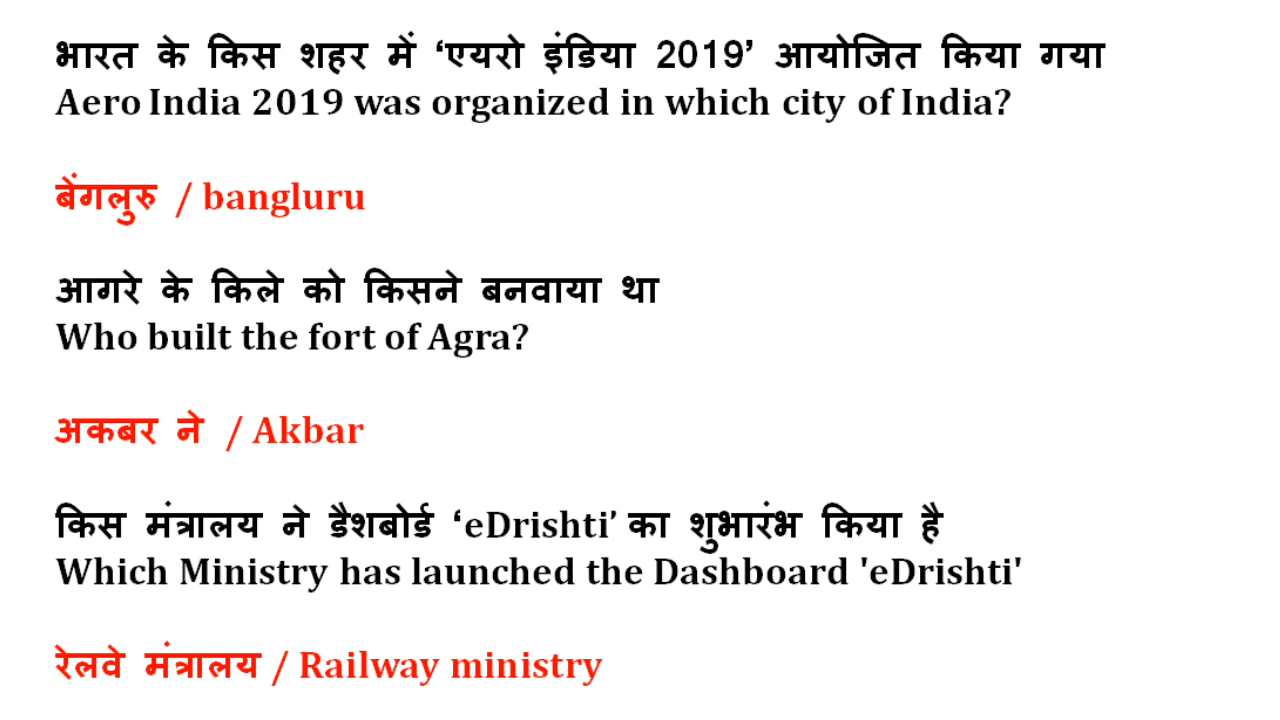 भारत के किस शहर में ‘एयरो इंडिया 2019’ आयोजित किया गया
Aero India 2019 was organized in which city of India?
बेंगलुरु / bangluru
आगरे के किले को किसने बनवाया था
Who built the fort of Agra?
अकबर ने / Akbar
किस मंत्रालय ने डैशबोर्ड ‘eDrishti’ का शुभारंभ किया है
Which Ministry has launched the Dashboard 'eDrishti'
रेलवे मंत्रालय / Railway ministry